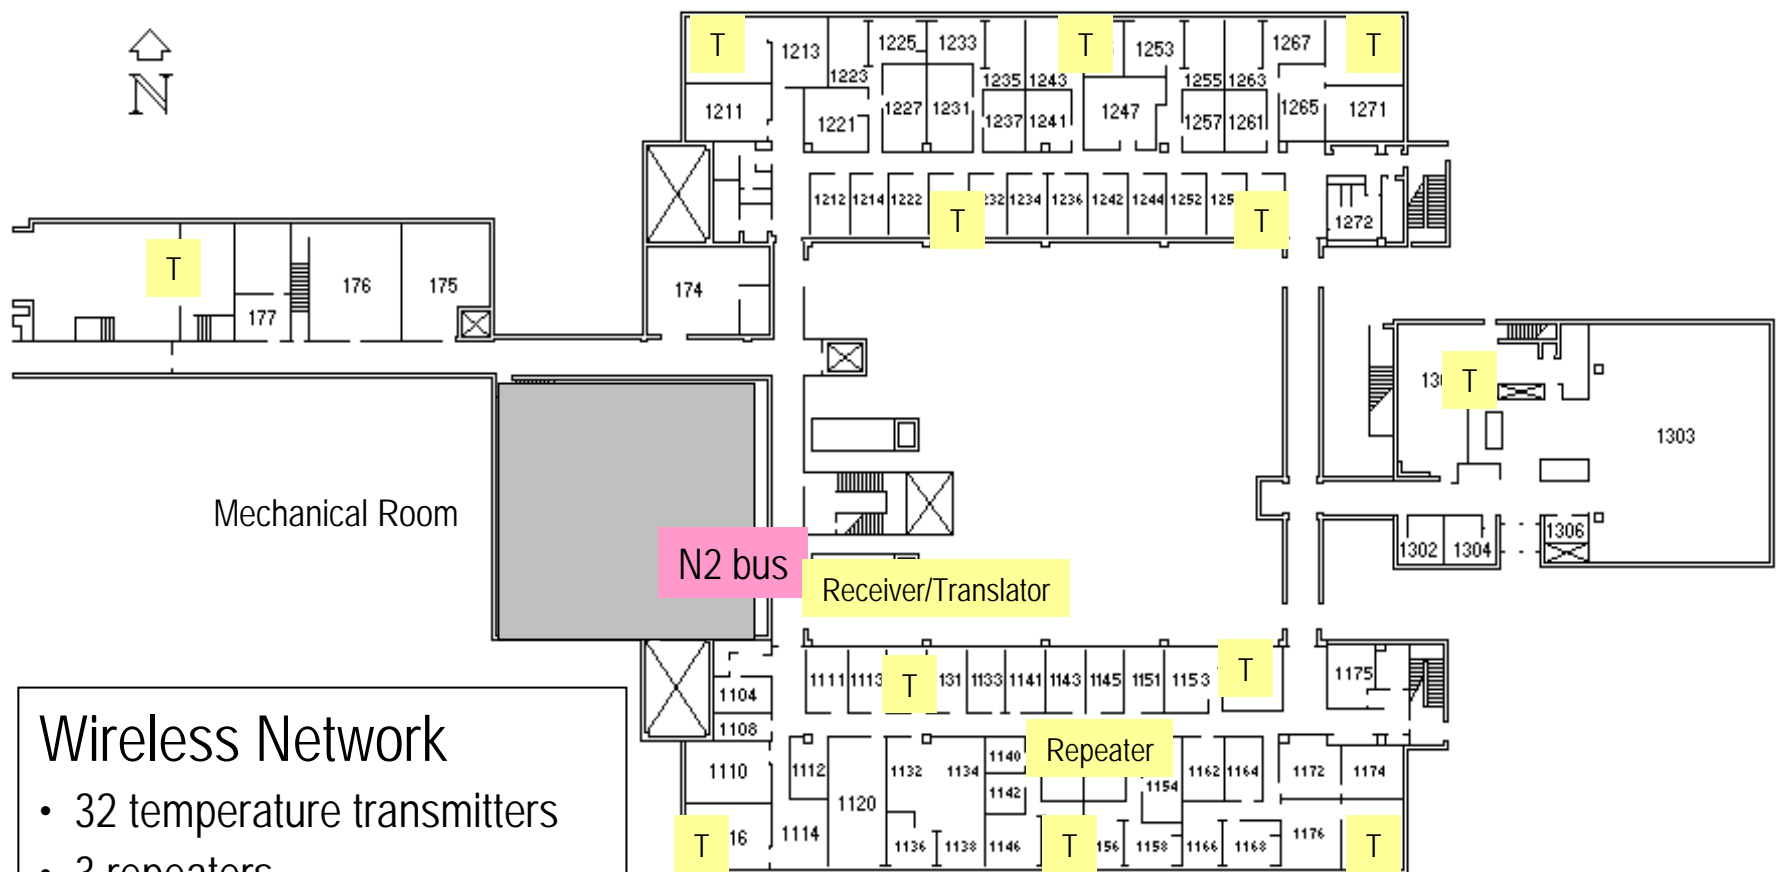 T T T
1213 1225 1233 1253 1267
N
1223 1235 1243 1255 1263
1211 1221 1227 1231 1237 1241 1247 1257 1261 1265 1271
1212 1214 1222 T 1234 1236 1242 1244 1252 T 1272
T 176 175 174
177
T
1303
Mechanical Room
N2 bus
Receiver/Translator
1302 1304 1306
1111 1113 T 1133 1141 1143 1145 1151 1153 T 1175
1104
1108
Wireless Network
1110 1112 1132 1134 1140 Repeater 1154 1162 1164 1172 1174
1142
• 32 temperature transmitters
1120
T 1114 1136 1138 1146 T 1158 1166 1168 1176 T
• 3 repeaters